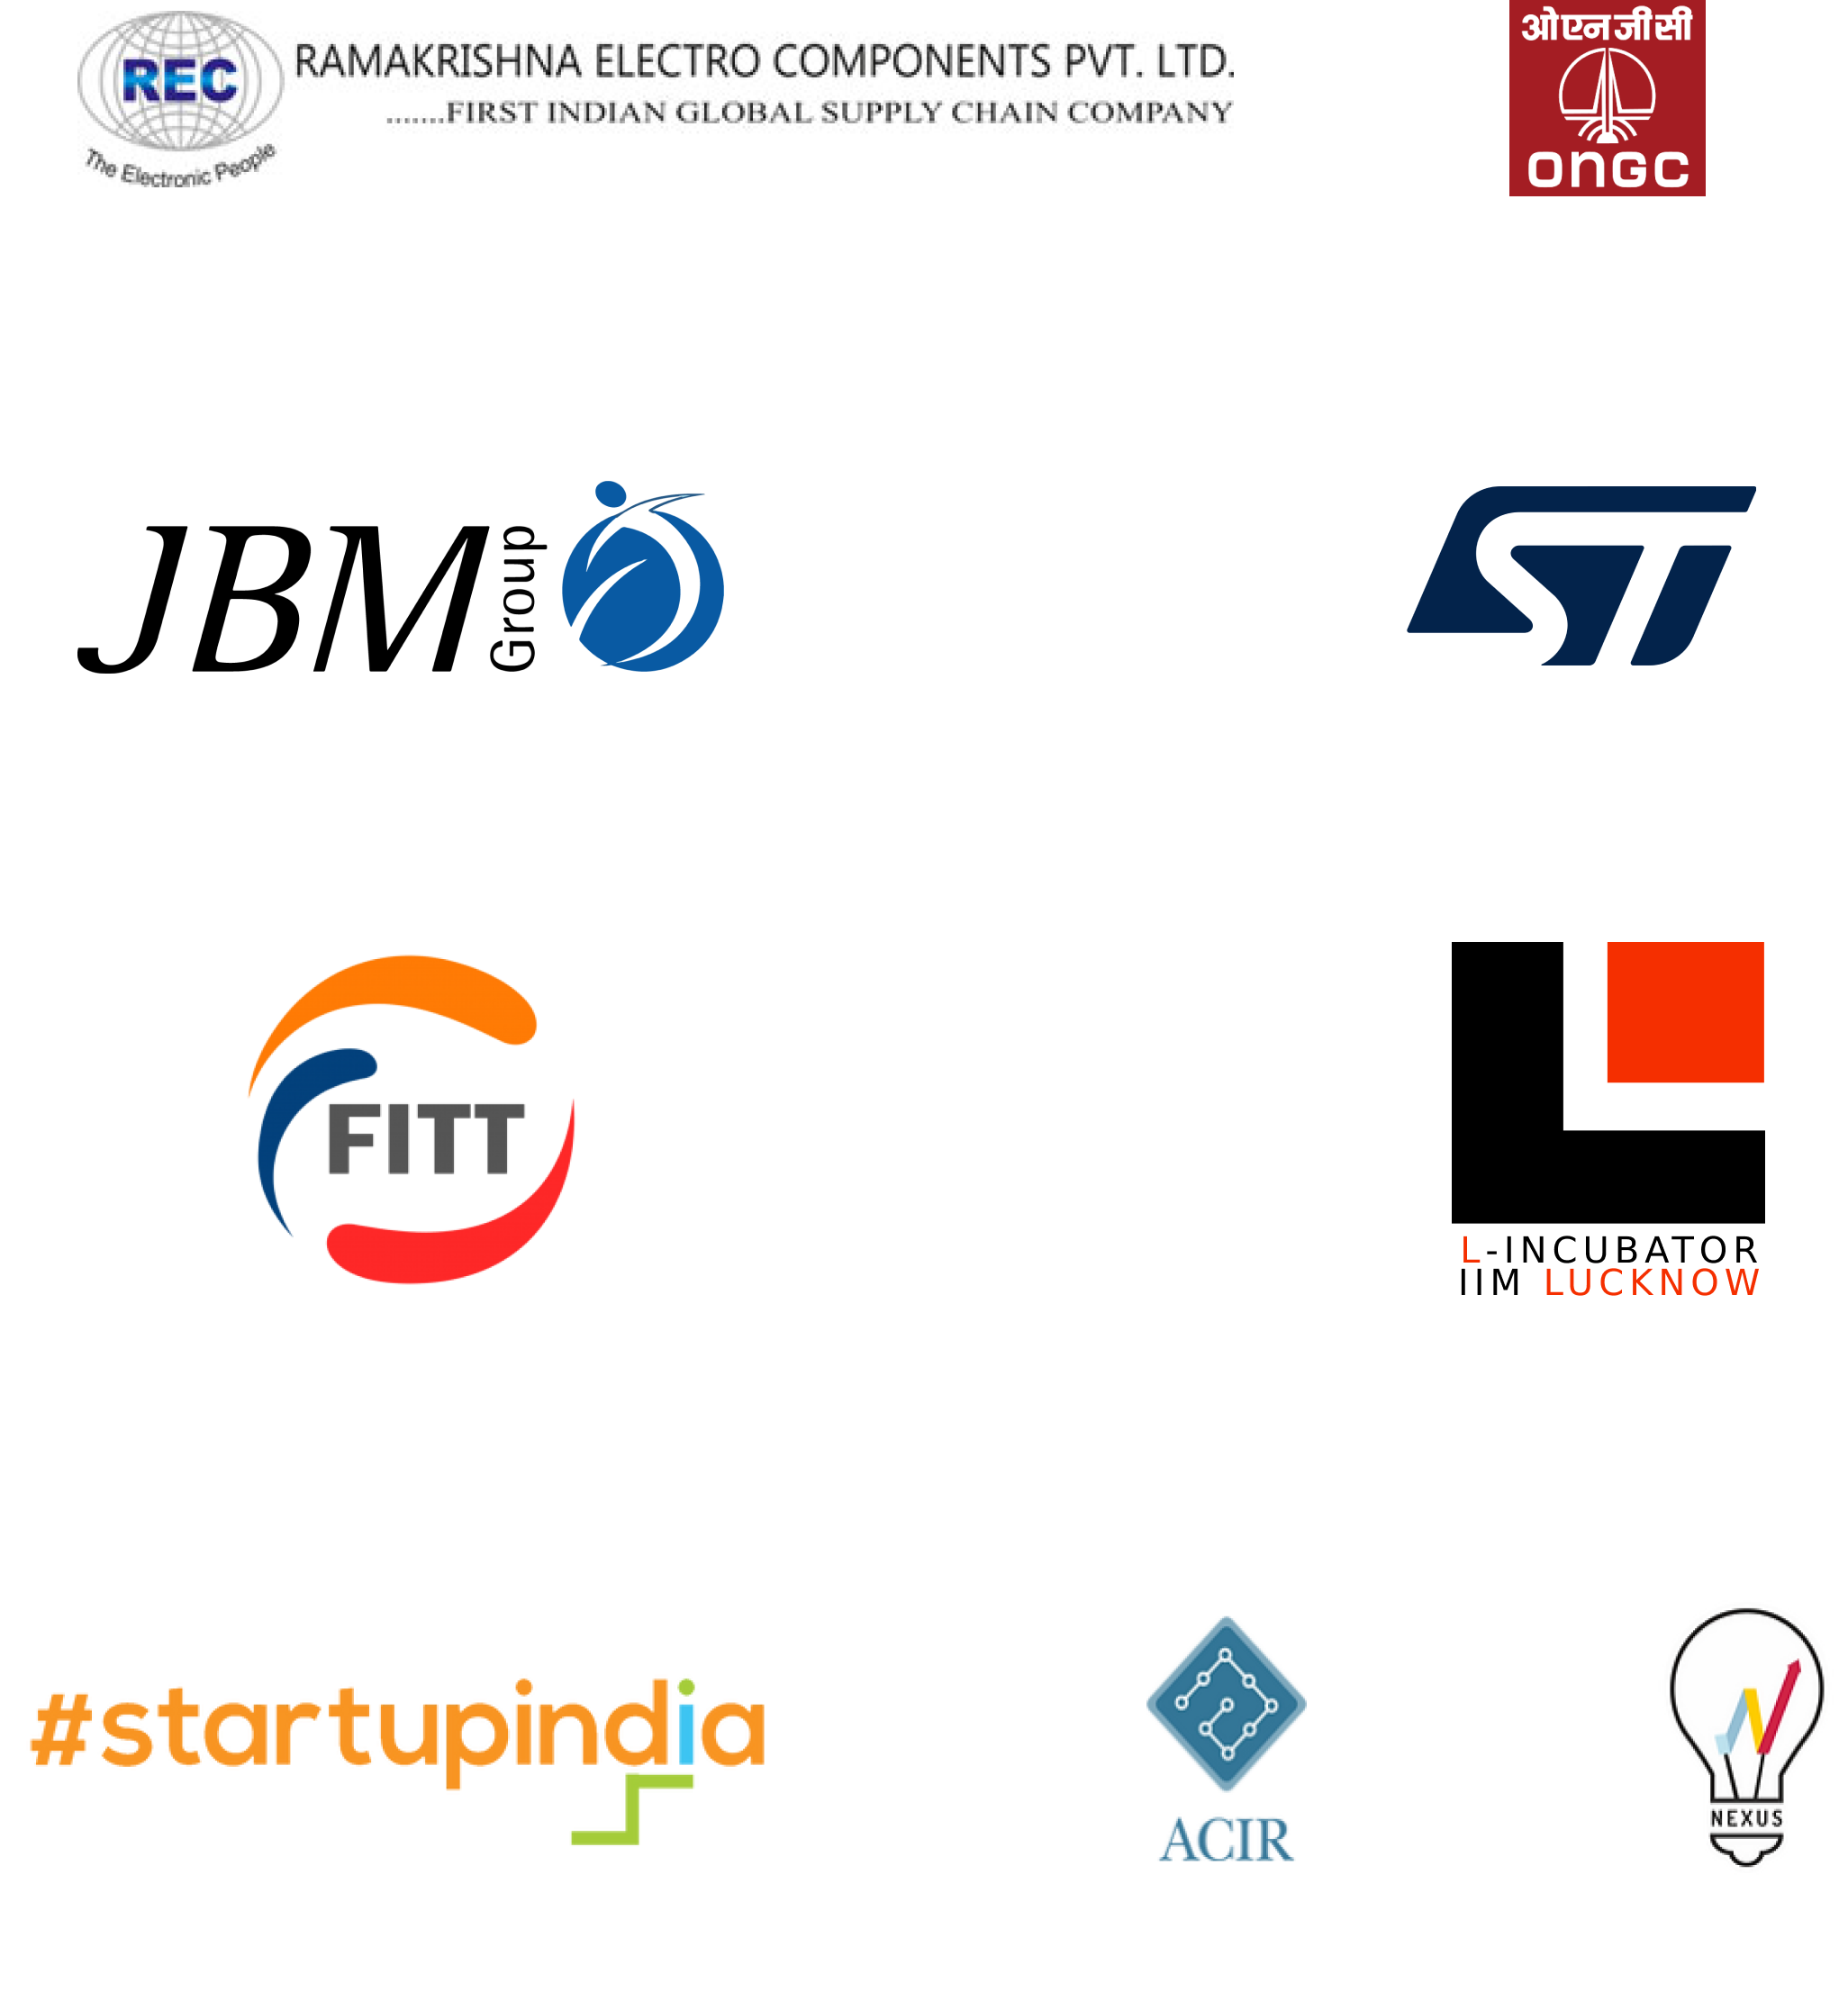 REC
The Electronic People
RAMAKRISHNA ELECTRO COMPONENTS PVT. LTD.
.......FIRST INDIAN GLOBAL SUPPLY CHAIN COMPANY
ओएनजीसी
ONGC
JBM Group
ST
FITT
L-INCUBATOR
IIM LUCKNOW
#startupindia
ACIR
NEXUS